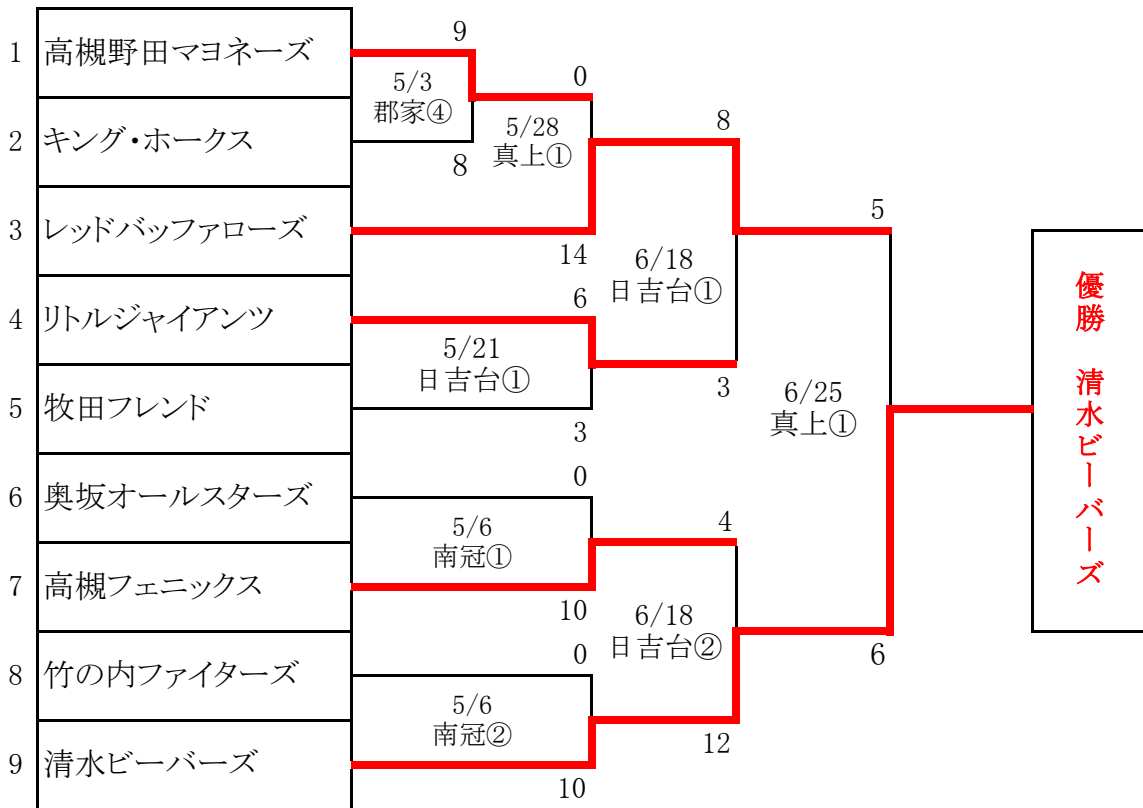 1 高槻野田マヨネーズ
2 キング・ホークス
3 レッドバッファローズ
4 リトルジャイアンツ
5 牧田フレンド
6 奥坂オールスターズ
7 高槻フェニックス
8 竹の内ファイターズ
9 清水ビーバーズ
9
5/3
郡家④
8
0
5/28
真上①
14
6
5/21
日吉台①
3
0
5/6
南冠①
10
0
5/6
南冠②
10
8
6/18
日吉台①
3
4
6/18
日吉台②
12
5
6/25
真上①
6
優勝 清水ビーバーズ